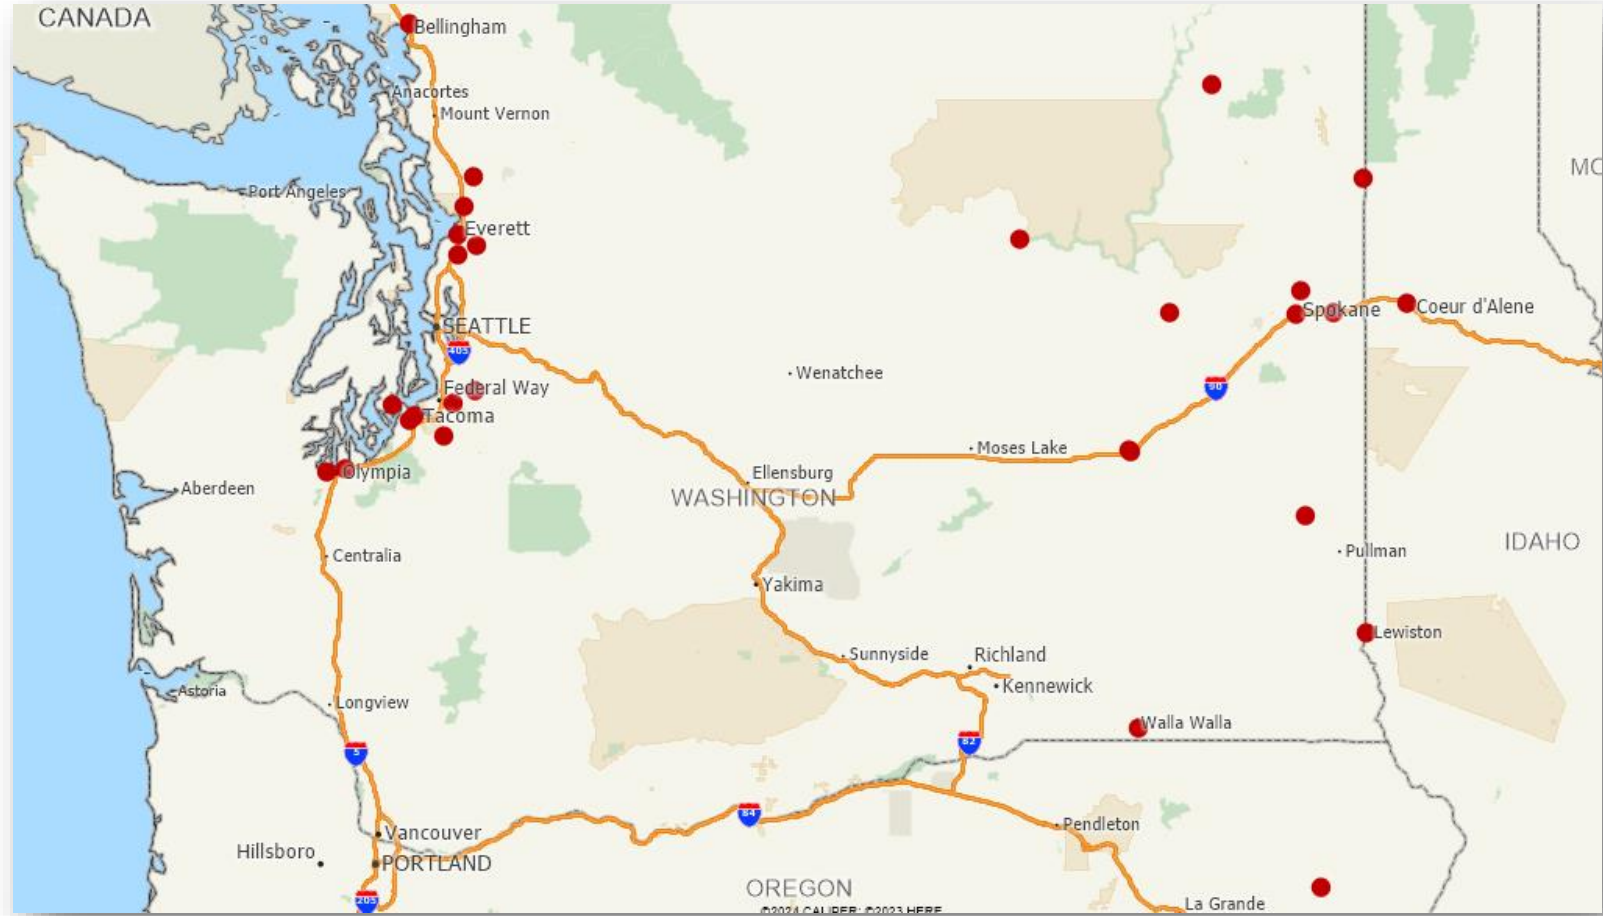 CANADA
Bellingham
Anacortes
Mount Vernon
MC
Port Angeles
Everett
Spokane
Coeur d'Alene
SEATTLE
405
Wenatchee
Federal Way
90
Tacoma
Moses Lake
Olympia
Ellensburg
Aberdeen
WASHINGTON
IDAHO
Centralia
Pullman
Yakima
Lewiston
Sunnyside
Richland
Kennewick
Astoria
Longview
Walla Walla
82
5
84
Pendleton
Vancouver
Hillsboro
PORTLAND
OREGON
205
La Grande
©2024 CALIPER; ©2023 HERE